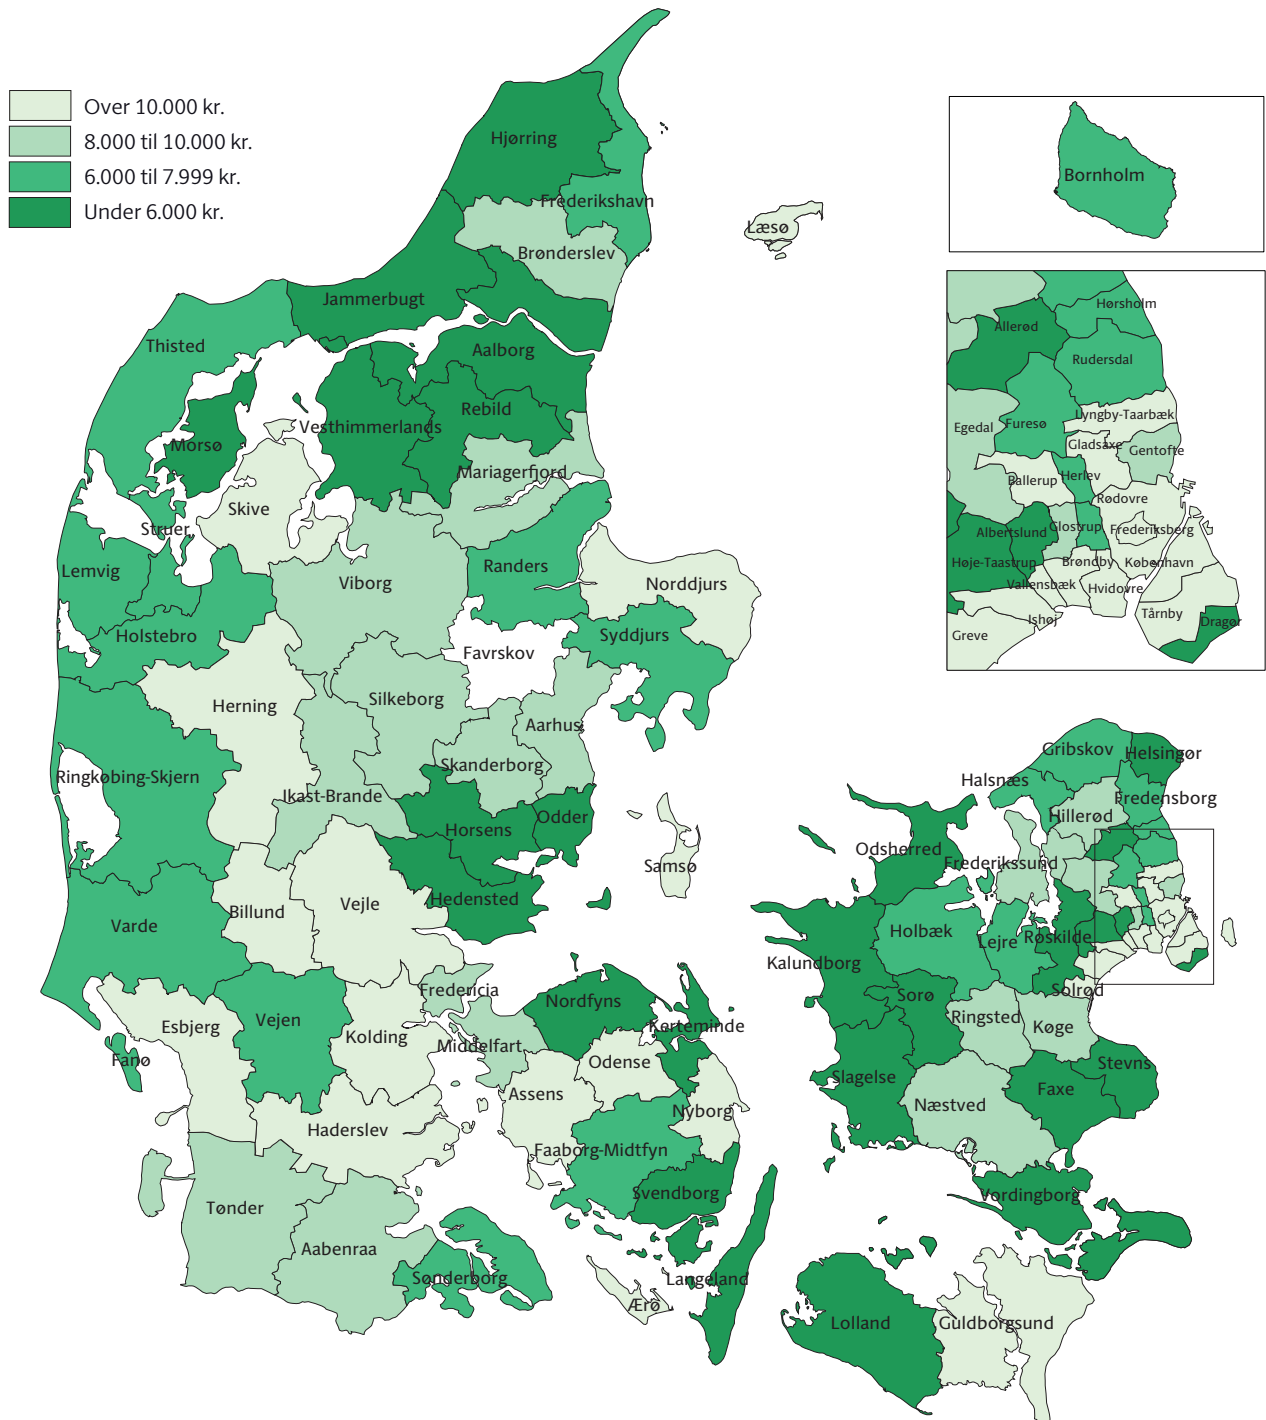 Over 10.000 kr.
8.000 til 10.000 kr.
6.000 til 7.999 kr.
Under 6.000 kr.
Hjørring
Frederikshavn
Læsø
Brønderslev
Jammerbugt
Thisted
Aalborg
Rebild
Vesthimmerlands
Morsø
Mariagerfjord
Skive
Struer
Lemvig
Viborg
Randers
Norddjurs
Holstebro
Syddjurs
Favrskov
Herning
Silkeborg
Aarhus
Skanderborg
Ringkøbing-Skjern
Ikast-Brande
Horsens
Odder
Samsø
Hedensted
Varde
Billund
Vejle
Fredericia
Nordfyns
Kerteminde
Esbjerg
Vejen
Kolding
Middelfart
Odense
Fanø
Assens
Nyborg
Haderslev
Faaborg-Midtfyn
Svendborg
Tønder
Aabenraa
Sønderborg
Langeland
Ærø
Bornholm
Hørsholm
Allerød
Rudersdal
Lyngby-Taarbæk
Egedal
Furesø
Gladsaxe
Gentofte
Ballerup
Herlev
Rødovre
Albertslund
Glostrup
Frederiksberg
Høje-Taastrup
Brøndby
København
Vallensbæk
Hvidovre
Ishøj
Tårnby
Dragør
Greve
Gribskov
Helsingør
Halsnæs
Fredensborg
Hillerød
Odsherred
Frederikssund
Holbæk
Lejre
Roskilde
Kalundborg
Solrød
Sorø
Ringsted
Køge
Stevns
Slagelse
Faxe
Næstved
Vordingborg
Lolland
Guldborgsund